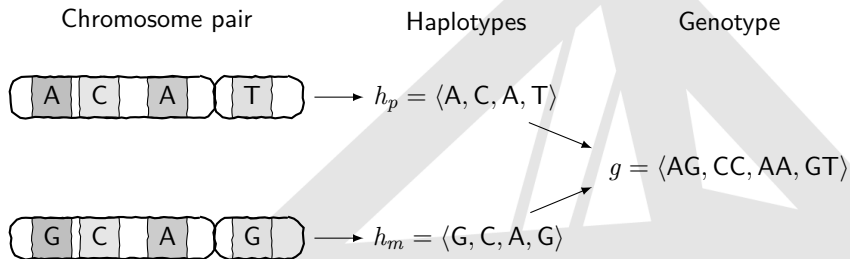 Chromosome pair Haplotypes Genotype
A C A T h_p = ⟨A, C, A, T⟩
g = ⟨AG, CC, AA, GT⟩
G C A G h_m = ⟨G, C, A, G⟩